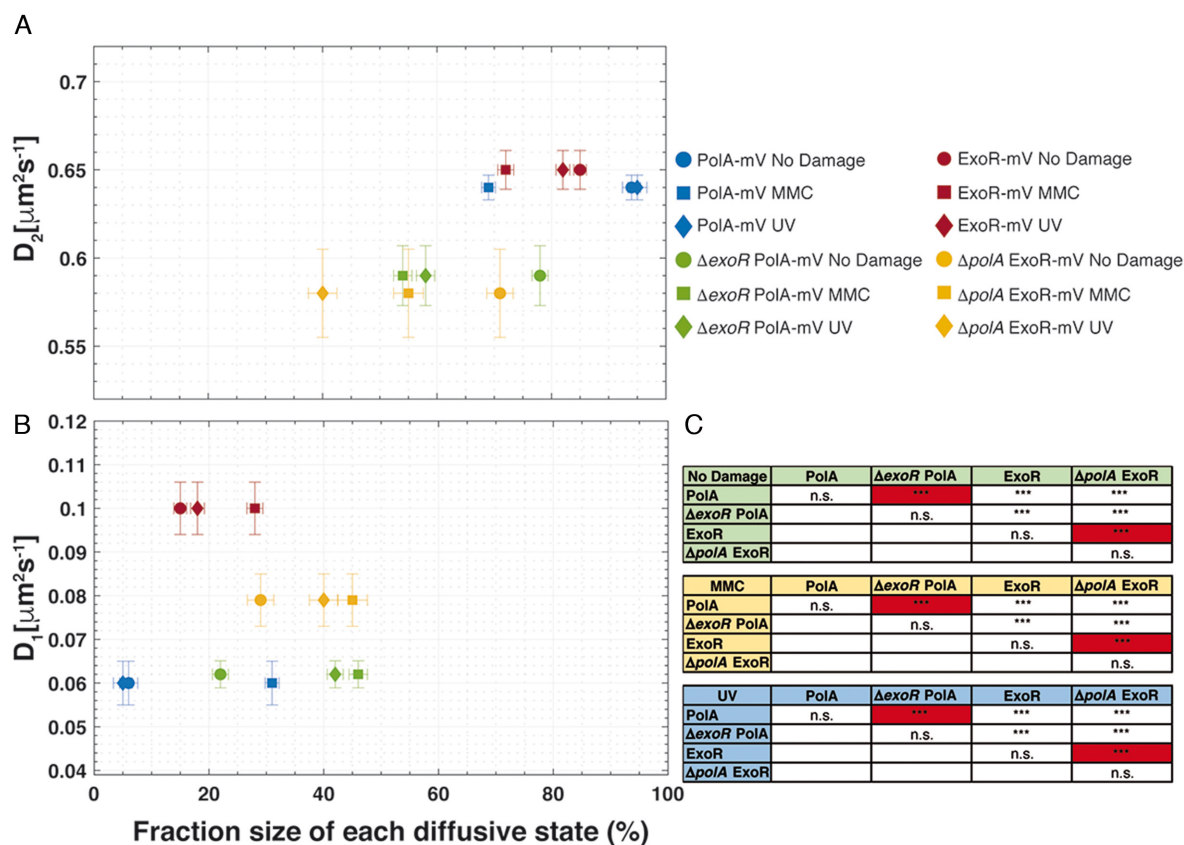 A
D2[μm2s-1]
0.7
0.65
0.6
0.55
PolA-mV No Damage
PolA-mV MMC
PolA-mV UV
ΔexoR PolA-mV No Damage
ΔexoR PolA-mV MMC
ΔexoR PolA-mV UV
ExoR-mV No Damage
ExoR-mV MMC
ExoR-mV UV
ΔpolA ExoR-mV No Damage
ΔpolA ExoR-mV MMC
ΔpolA ExoR-mV UV
B
D1[μm2s-1]
0.12
0.11
0.1
0.09
0.08
0.07
0.06
0.05
0.04
0 20 40 60 80 100
Fraction size of each diffusive state (%)
C
No Damage PolA ΔexoR PolA ExoR ΔpolA ExoR
PolA n.s. *** *** ***
ΔexoR PolA n.s. *** ***
ExoR n.s. ***
ΔpolA ExoR n.s.
MMC PolA ΔexoR PolA ExoR ΔpolA ExoR
PolA n.s. *** *** ***
ΔexoR PolA n.s. *** ***
ExoR n.s. ***
ΔpolA ExoR n.s.
UV PolA ΔexoR PolA ExoR ΔpolA ExoR
PolA n.s. *** *** ***
ΔexoR PolA n.s. *** ***
ExoR n.s. ***
ΔpolA ExoR n.s.